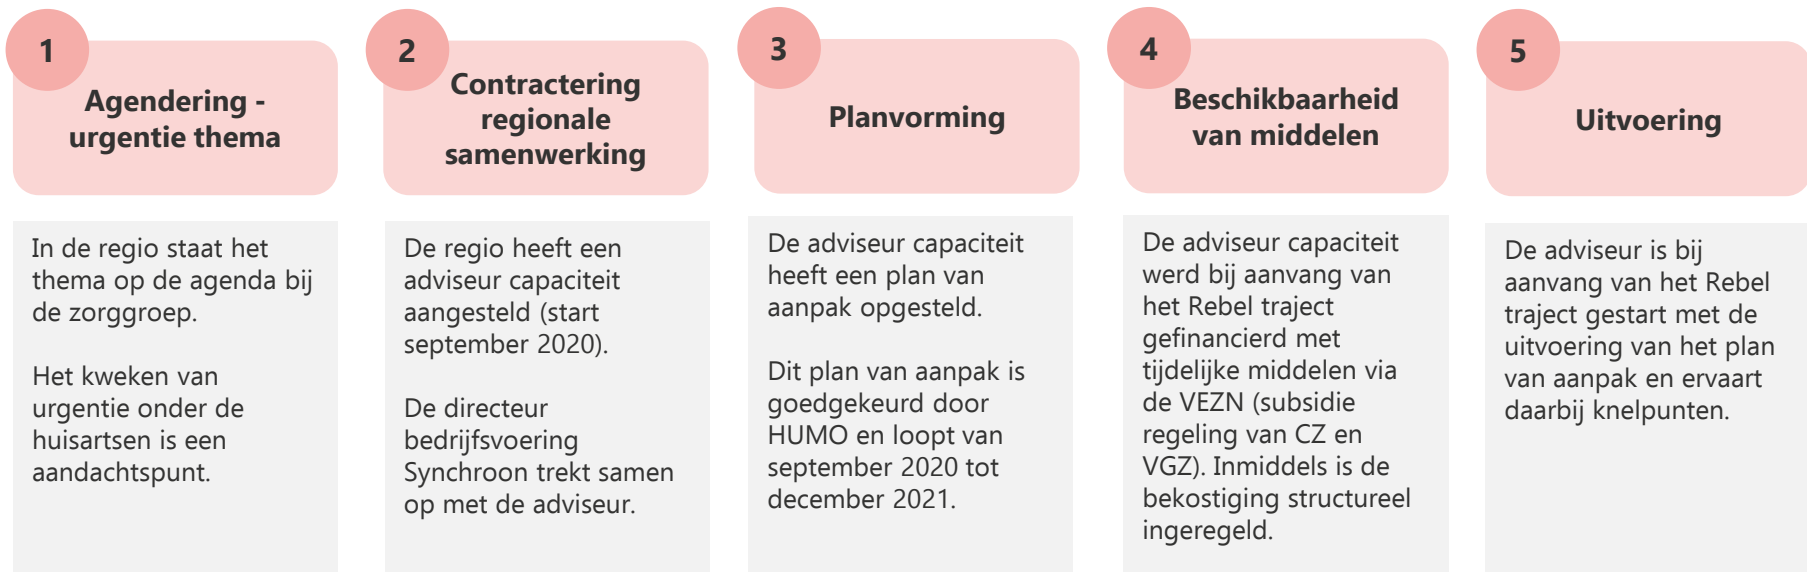 1
Agendering -
urgentie thema
In de regio staat het
thema op de agenda bij
de zorggroep.
Het kweken van
urgentie onder de
huisartsen is een
aandachtspunt.
2
Contractering
regionale
samenwerking
De regio heeft een
adviseur capaciteit
aangesteld (start
september 2020).
De directeur
bedrijfsvoering
Synchroon trekt samen
op met de adviseur.
3
Planvorming
De adviseur capaciteit
heeft een plan van
aanpak opgesteld.
Dit plan van aanpak is
goedgekeurd door
HUMO en loopt van
september 2020 tot
december 2021.
4
Beschikbaarheid
van middelen
De adviseur capaciteit
werd bij aanvang van
het Rebel traject
gefinancierd met
tijdelijke middelen via
de VEZN (subsidie
regeling van CZ en
VGZ). Inmiddels is de
bekostiging structureel
ingeregeld.
5
Uitvoering
De adviseur is bij
aanvang van het Rebel
traject gestart met de
uitvoering van het plan
van aanpak en ervaart
daarbij knelpunten.